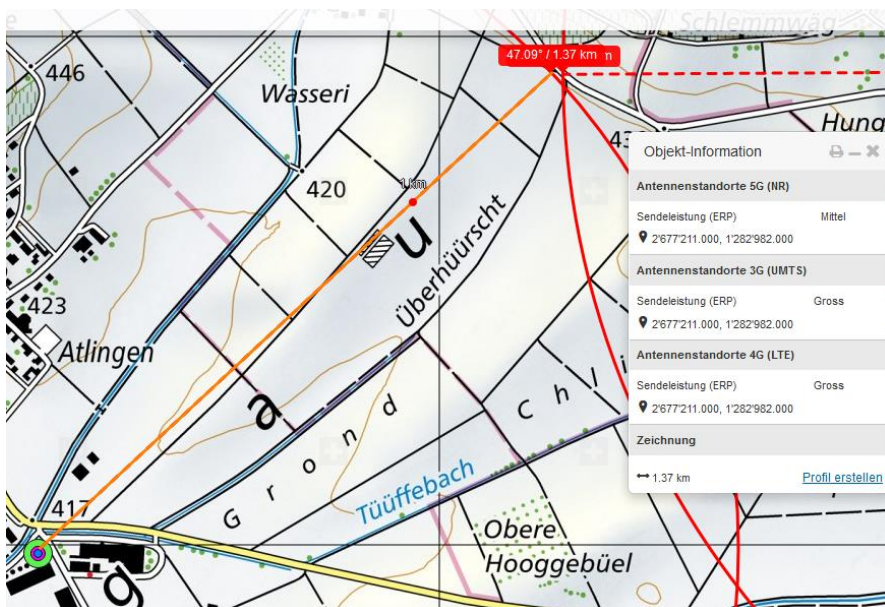 Schlemmwäg
446
47.09° / 1.37 km
Wasseri
Hung
Objekt-Information
Antennenstandorte 5G (NR)
420
1 km
Sendeleistung (ERP) Mittel
2'677'211.000, 1'282'982.000
u
Überhüürscht
Antennenstandorte 3G (UMTS)
423
Sendeleistung (ERP) Gross
2'677'211.000, 1'282'982.000
Atlingen
Antennenstandorte 4G (LTE)
Sendeleistung (ERP) Gross
2'677'211.000, 1'282'982.000
a
Grond
Chli
Zeichnung
1.37 km Profil erstellen
Tüüffebach
417
Obere
Hooggebüel
g